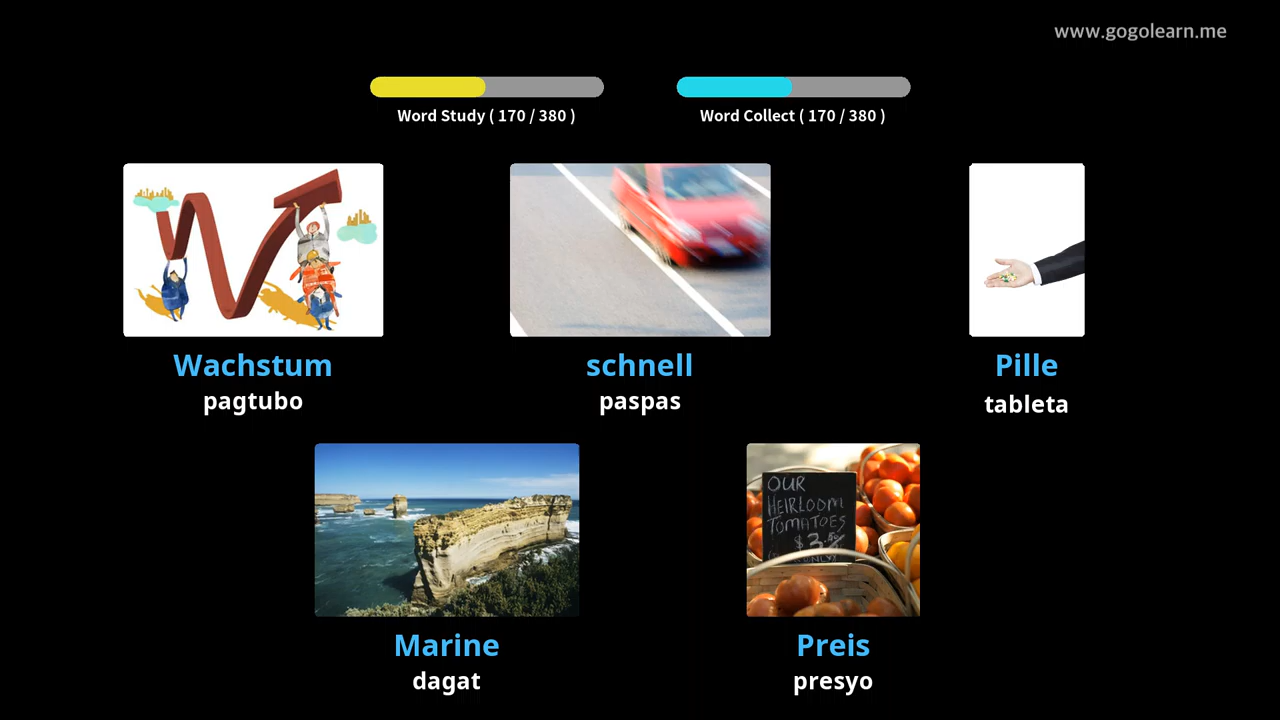 www.gogolearn.me
Word Study ( 170 / 380 )
Word Collect ( 170 / 380 )
Wachstum
pagtubo
schnell
paspas
Pille
tableta
OUR
HEIRLOOM
TOMATOES
Marine
dagat
Preis
presyo